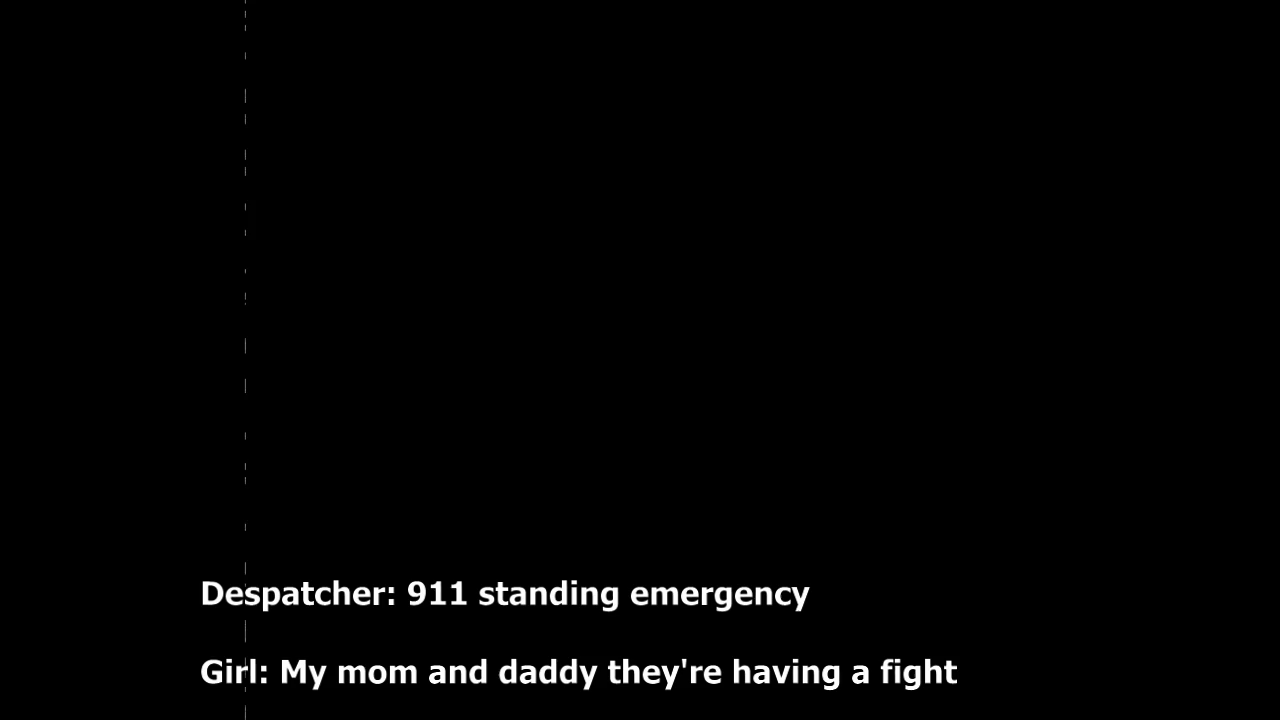 Despatcher: 911 standing emergency
Girl: My mom and daddy they're having a fight